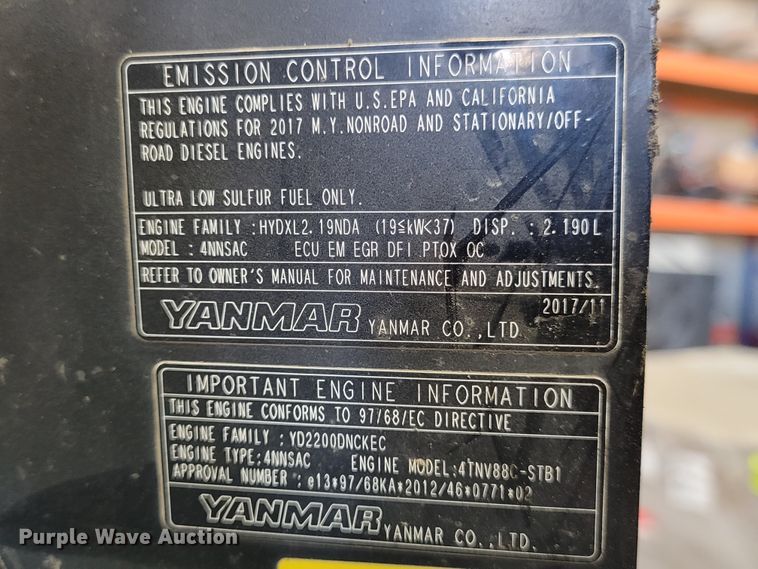 EMISSION CONTROL INFORMATION
THIS ENGINE COMPLIES WITH U.S.EPA AND CALIFORNIA
REGULATIONS FOR 2017 M.Y.NONROAD AND STATIONARY/OFF-
ROAD DIESEL ENGINES.
ULTRA LOW SULFUR FUEL ONLY.
ENGINE FAMILY : HYDXL2.19NDA (19≤kW<37) DISP. : 2.190L
MODEL : 4NNSAC ECU EM EGR DFI PTOX OC
REFER TO OWNER'S MANUAL FOR MAINTENANCE AND ADJUSTMENTS.
2017/11
YANMAR YANMAR CO.,LTD.
IMPORTANT ENGINE INFORMATION
THIS ENGINE CONFORMS TO 97/68/EC DIRECTIVE
ENGINE FAMILY : YD2200DNCKEC
ENGINE TYPE:4NNSAC ENGINE MODEL:4TNV88C-STB1
APPROVAL NUMBER : e13*97/68KA*2012/46*0771*02
YANMAR YANMAR CO.,LTD.
Purple Wave Auction